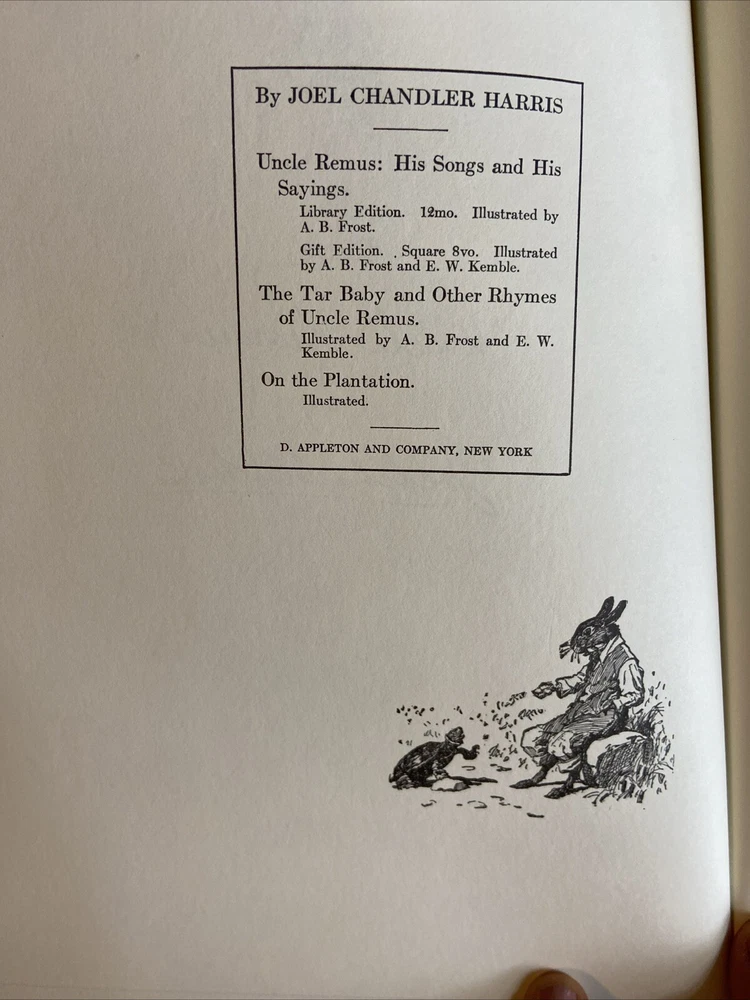 By JOEL CHANDLER HARRIS
Uncle Remus: His Songs and His
Sayings.
Library Edition. 12mo. Illustrated by
A. B. Frost.
Gift Edition. Square 8vo. Illustrated
by A. B. Frost and E. W. Kemble.
The Tar Baby and Other Rhymes
of Uncle Remus.
Illustrated by A. B. Frost and E. W.
Kemble.
On the Plantation.
Illustrated.
D. APPLETON AND COMPANY, NEW YORK